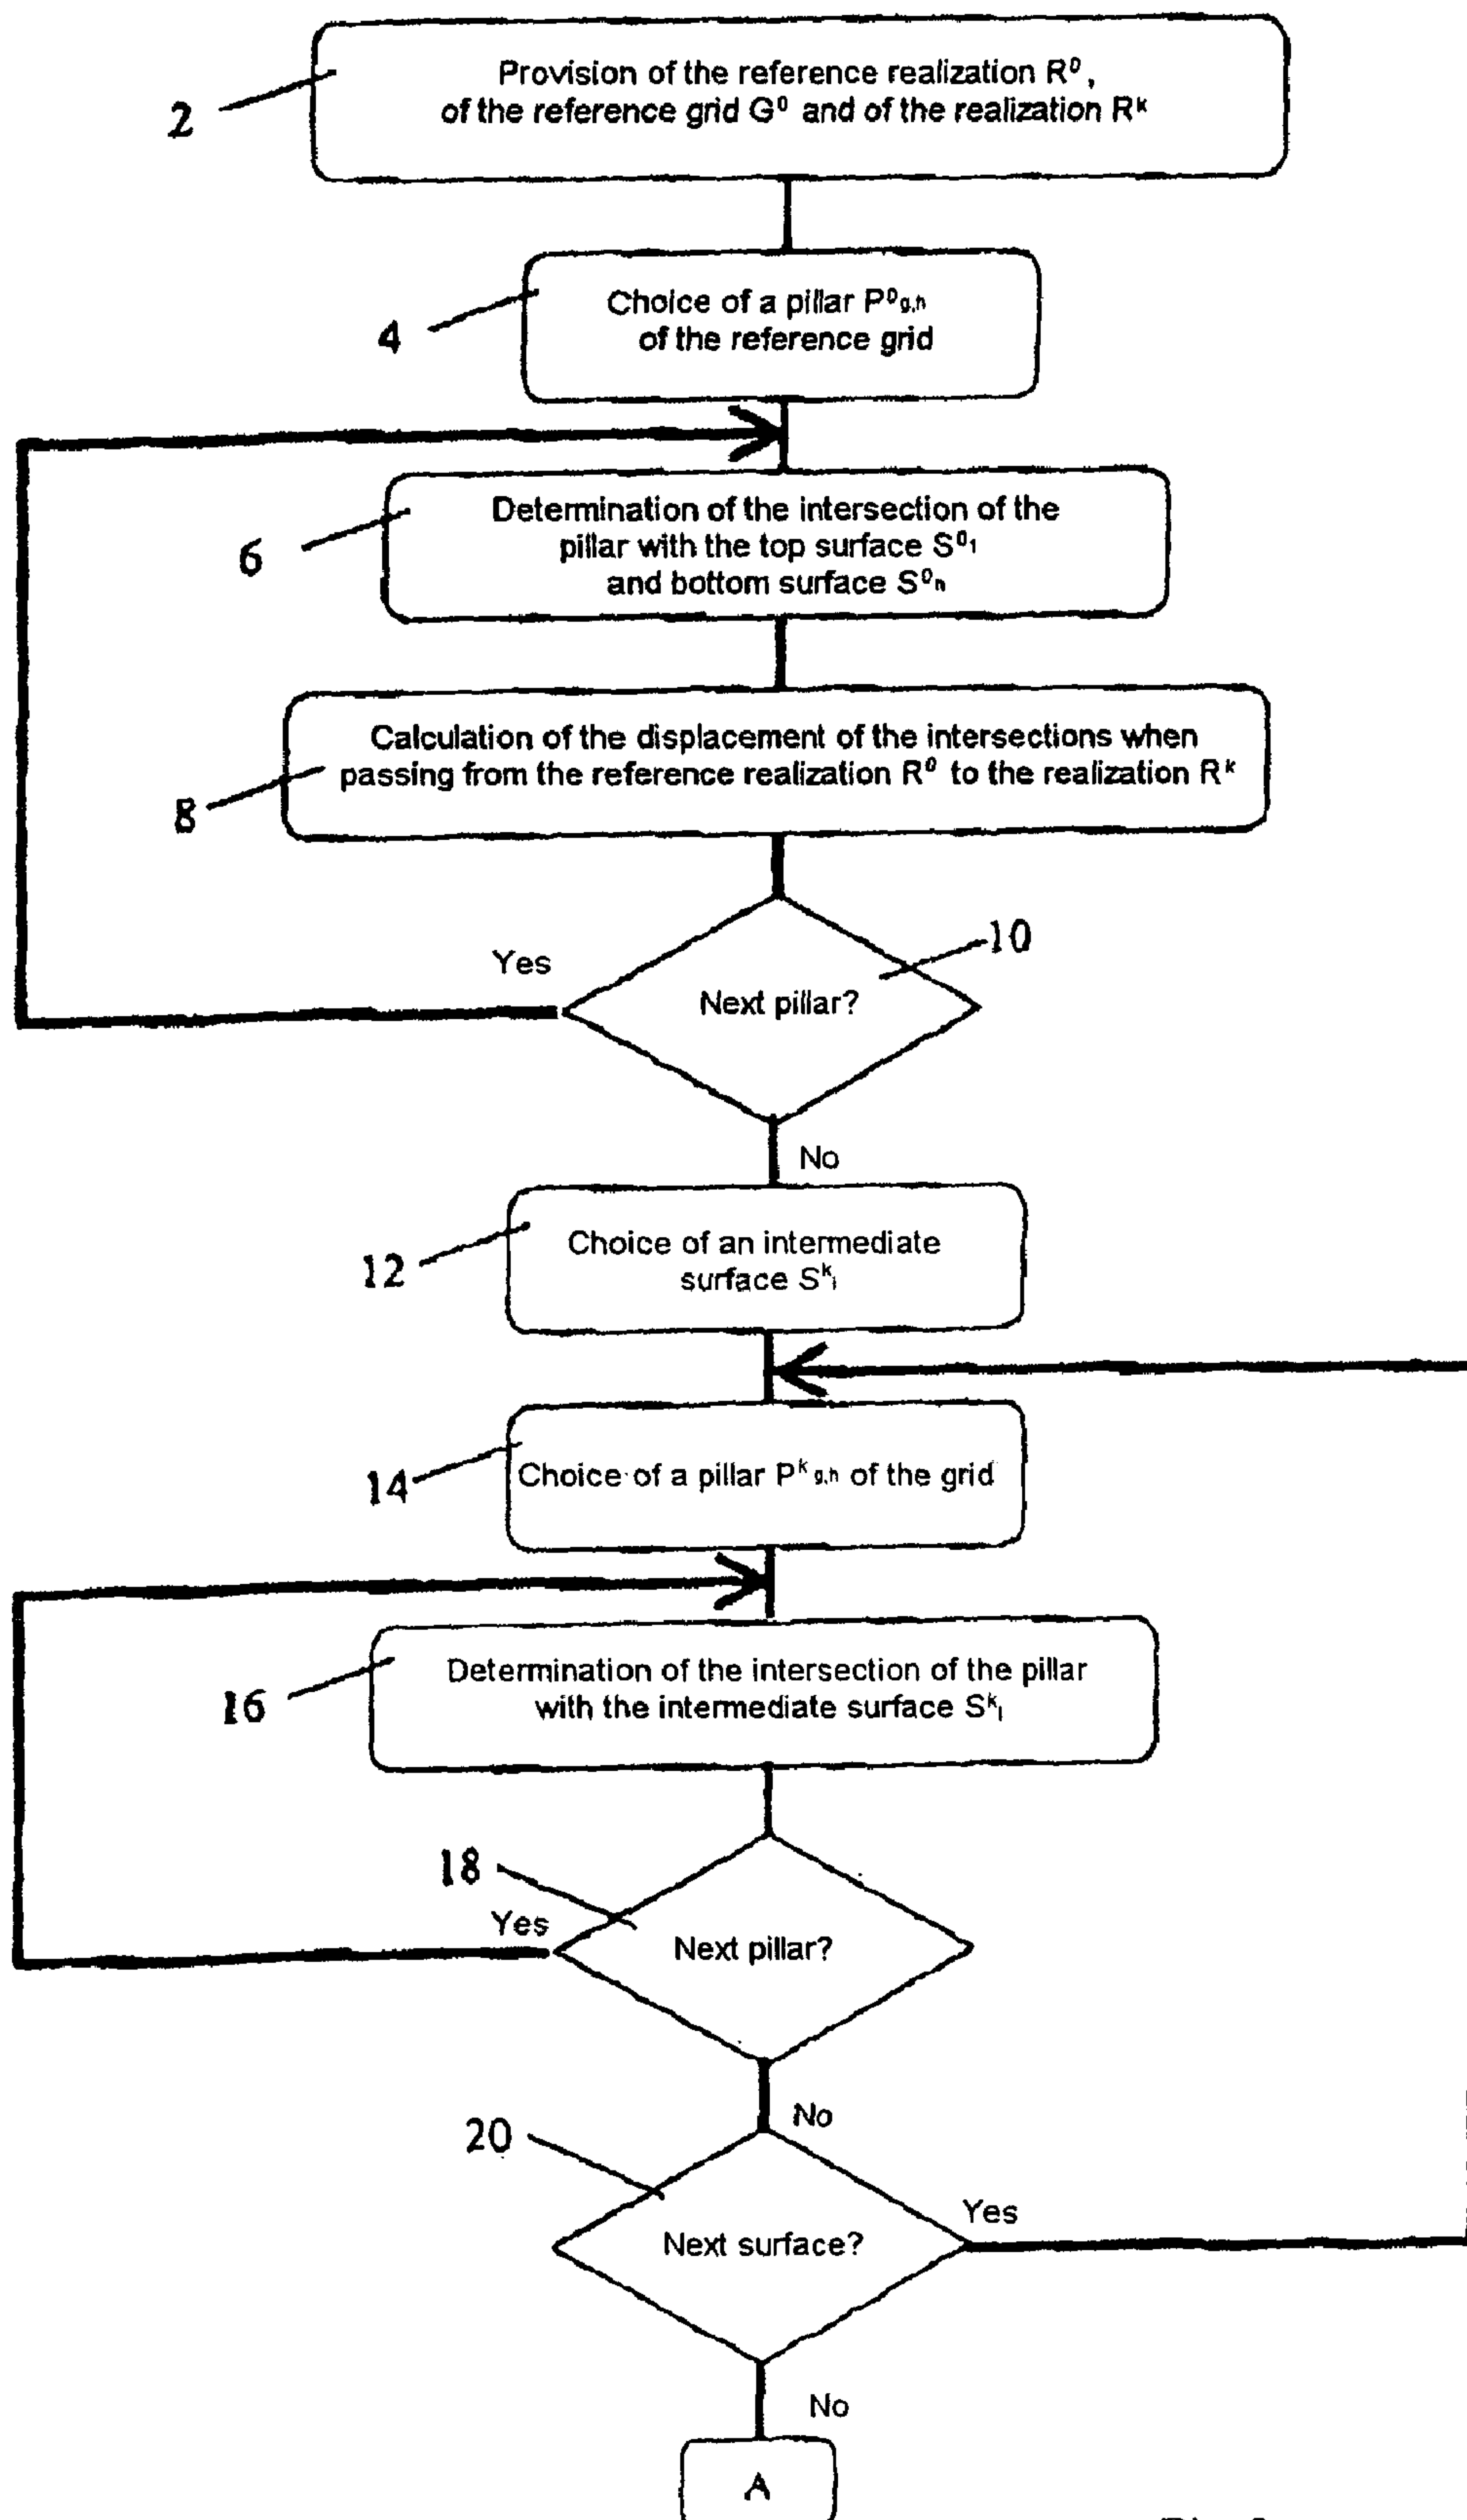 Provision of the reference realization R⁰,
of the reference grid G⁰ and of the realization Rᵏ
2
Choice of a pillar P⁰g,h
of the reference grid
4
Determination of the intersection of the
pillar with the top surface S⁰₁
and bottom surface S⁰ₙ
6
Calculation of the displacement of the intersections when
passing from the reference realization R⁰ to the realization Rᵏ
8
10
Yes
Next pillar?
No
Choice of an intermediate
surface Sᵏᵢ
12
Choice of a pillar Pᵏg,h of the grid
14
Determination of the intersection of the pillar
with the intermediate surface Sᵏᵢ
16
18
Yes
Next pillar?
No
20
Yes
Next surface?
No
A